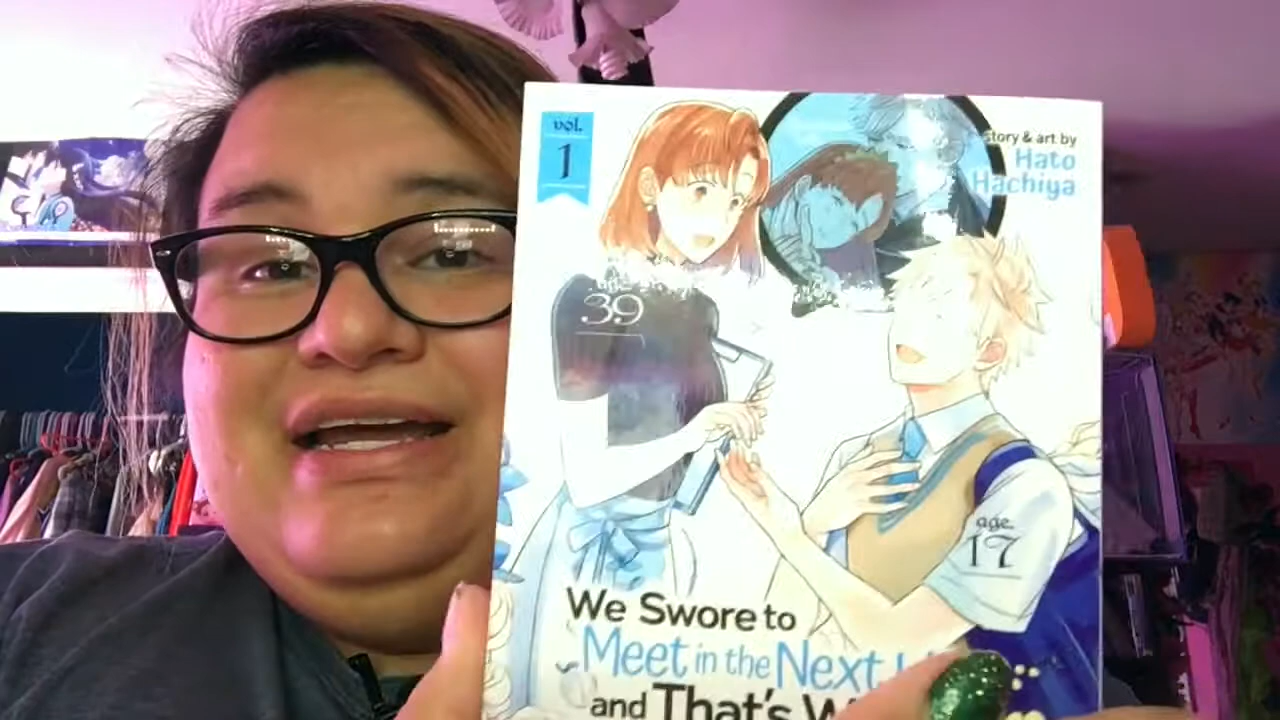 vol.
1
story & art by
Hato
Hachiya
age
39
age
17
We Swore to
Meet in the Next
and That's